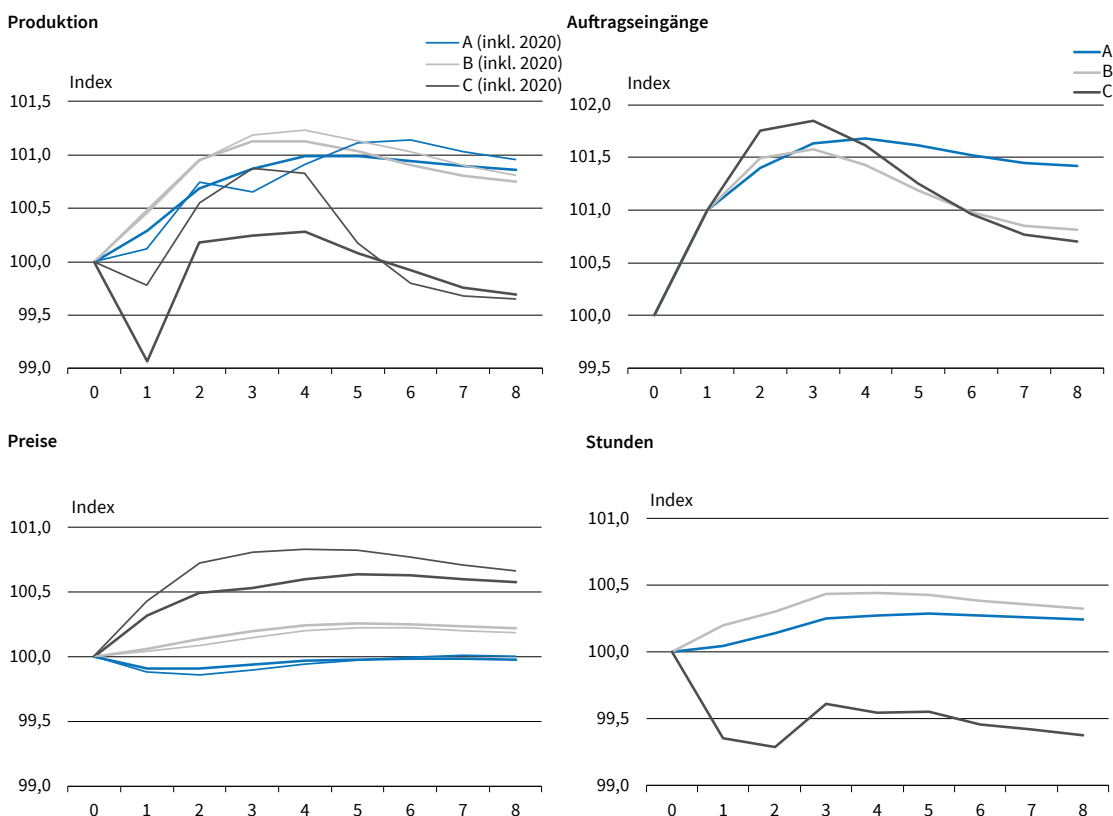 Produktion
A (inkl. 2020)
B (inkl. 2020)
C (inkl. 2020)
Index
101,5
101,0
100,5
100,0
99,5
99,0
0 1 2 3 4 5 6 7 8
Auftragseingänge
A
B
C
Index
102,0
101,5
101,0
100,5
100,0
99,5
0 1 2 3 4 5 6 7 8
Preise
Index
101,0
100,5
100,0
99,5
99,0
0 1 2 3 4 5 6 7 8
Stunden
Index
101,0
100,5
100,0
99,5
99,0
0 1 2 3 4 5 6 7 8